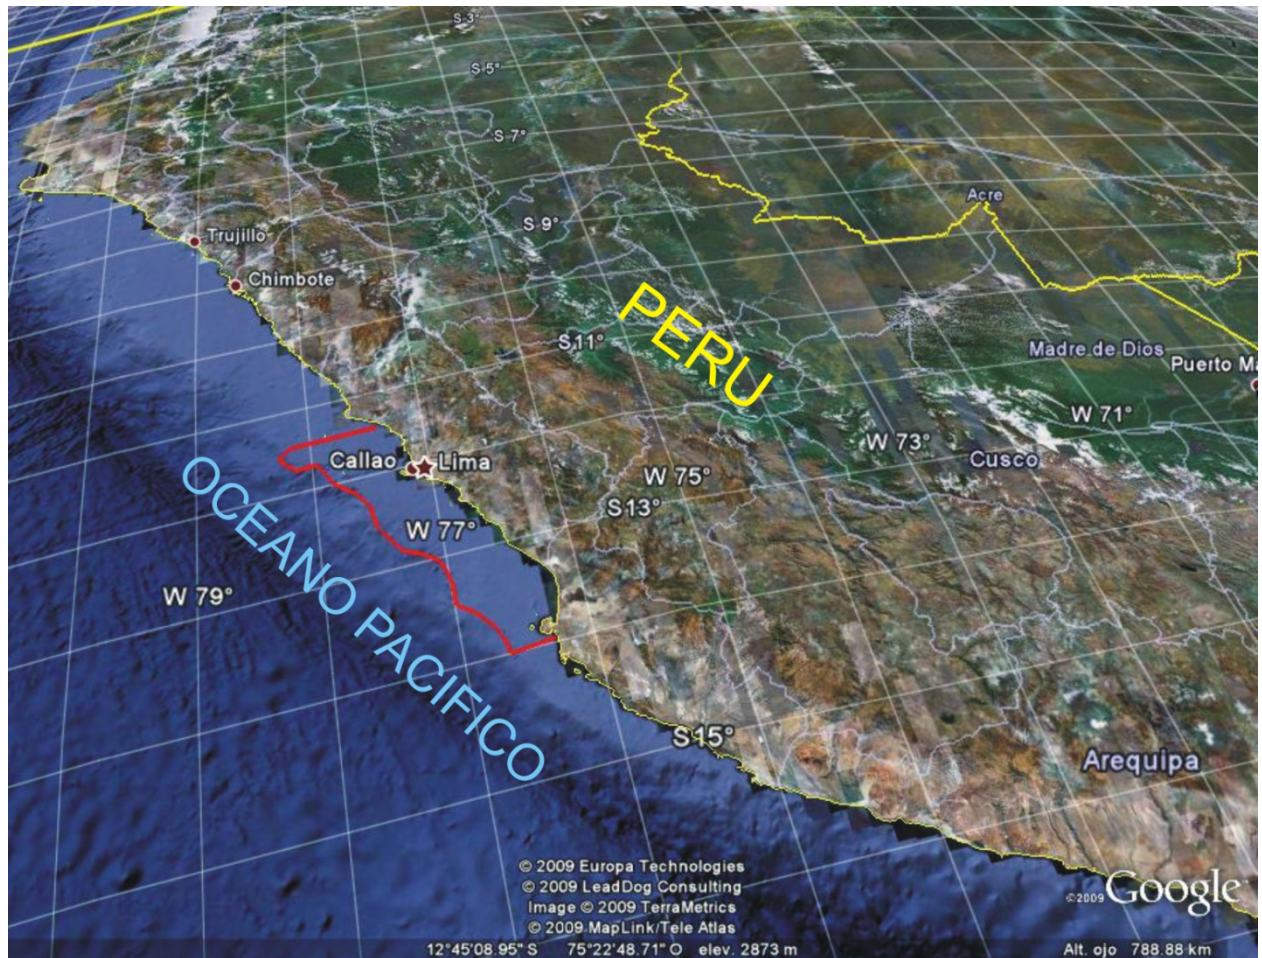 S 3°
S 5°
S 7°
Acre
S 9°
Trujillo
Chimbote
PERU
S11°
Madre de Dios
W 71°
W 73°
Callao
Lima
Cusco
W 75°
S13°
OCEANO PACIFICO
W 77°
W 79°
S15°
Arequipa
© 2009 Europa Technologies
© 2009 LeadDog Consulting
Image © 2009 TerraMetrics
© 2009 MapLink/Tele Atlas
©2009 Google
12°45'08.95" S 75°22'48.71" O elev. 2873 m
Alt. ojo 788.88 km